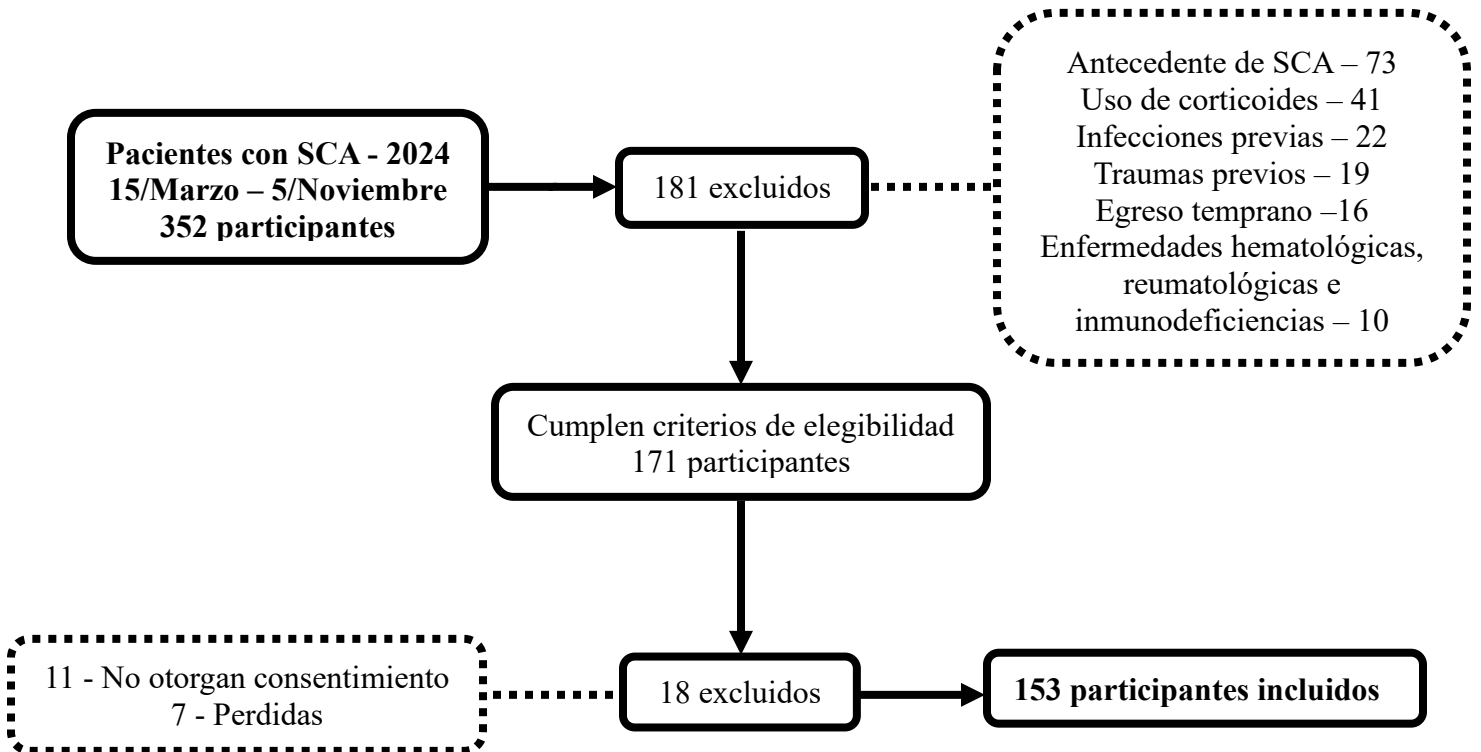 Pacientes con SCA - 2024
15/Marzo – 5/Noviembre
352 participantes
181 excluidos
Antecedente de SCA – 73
Uso de corticoides – 41
Infecciones previas – 22
Traumas previos – 19
Egreso temprano –16
Enfermedades hematológicas,
reumatológicas e
inmunodeficiencias – 10
Cumplen criterios de elegibilidad
171 participantes
11 - No otorgan consentimiento
7 - Perdidas
18 excluidos
153 participantes incluidos